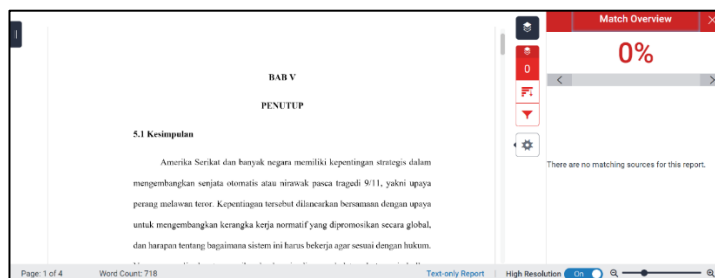 Match Overview
0%
0
There are no matching sources for this report.
BAB V
PENUTUP
5.1 Kesimpulan
Amerika Serikat dan banyak negara memiliki kepentingan strategis dalam
mengembangkan senjata otomatis atau nirawak pasca tragedi 9/11, yakni upaya
perang melawan teror. Kepentingan tersebut dilancarkan bersamaan dengan upaya
untuk mengembangkan kerangka kerja normatif yang dipromosikan secara global,
dan harapan tentang bagaimana sistem ini harus bekerja agar sesuai dengan hukum.
Page: 1 of 4
Word Count: 718
Text-only Report
High Resolution
On